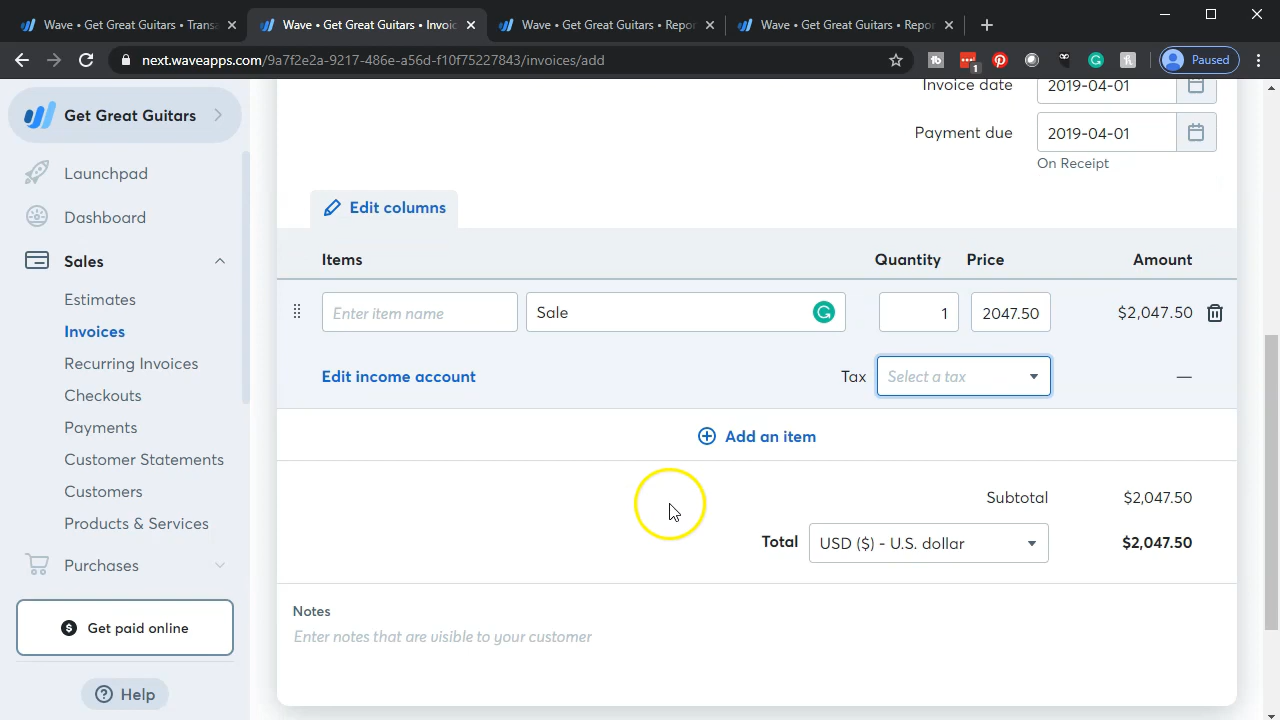 Wave • Get Great Guitars • Transa
Wave • Get Great Guitars • Invoic
Wave • Get Great Guitars • Repor
Wave • Get Great Guitars • Repor
next.waveapps.com/9a7f2e2a-9217-486e-a56d-f10f75227843/invoices/add
1
Paused
Get Great Guitars
Launchpad
Dashboard
Sales
Estimates
Invoices
Recurring Invoices
Checkouts
Payments
Customer Statements
Customers
Products & Services
Purchases
Get paid online
Help
Invoice date 2019-04-01
Payment due 2019-04-01
On Receipt
Edit columns
Items Quantity Price Amount
Enter item name Sale 1 2047.50 $2,047.50
Edit income account Tax Select a tax —
Add an item
Subtotal $2,047.50
Total USD ($) - U.S. dollar $2,047.50
Notes
Enter notes that are visible to your customer